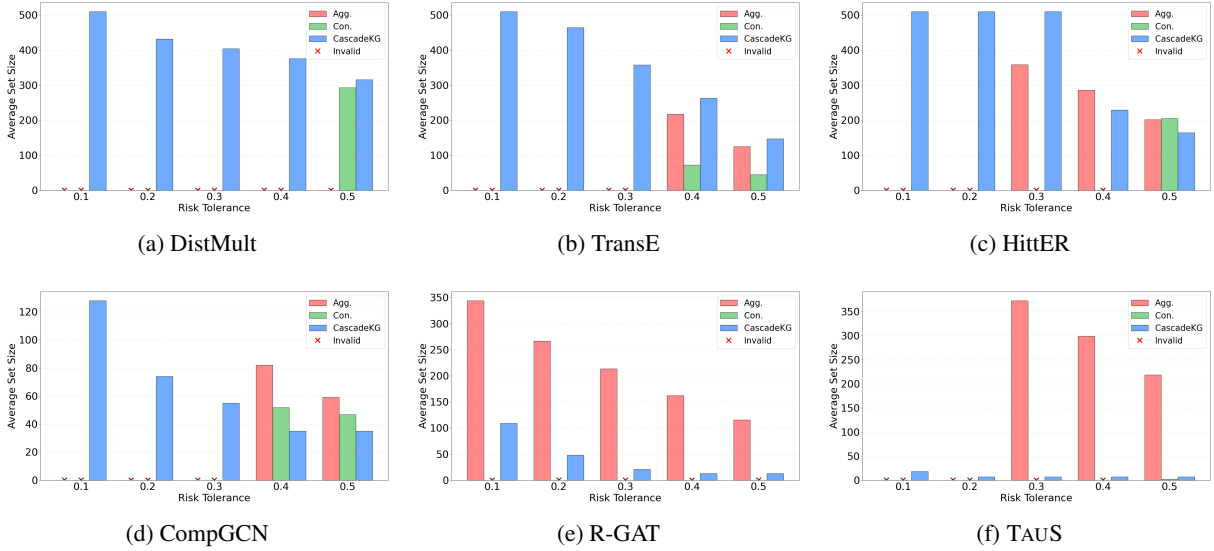 500
400
300
200
100
0
Average Set Size
0.1 0.2 0.3 0.4 0.5
Risk Tolerance
Agg.
Con.
CascadeKG
Invalid
(a) DistMult
500
400
300
200
100
0
Average Set Size
0.1 0.2 0.3 0.4 0.5
Risk Tolerance
Agg.
Con.
CascadeKG
Invalid
(b) TransE
500
400
300
200
100
0
Average Set Size
0.1 0.2 0.3 0.4 0.5
Risk Tolerance
Agg.
Con.
CascadeKG
Invalid
(c) HittER
120
100
80
60
40
20
0
Average Set Size
0.1 0.2 0.3 0.4 0.5
Risk Tolerance
Agg.
Con.
CascadeKG
Invalid
(d) CompGCN
350
300
250
200
150
100
50
0
Average Set Size
0.1 0.2 0.3 0.4 0.5
Risk Tolerance
Agg.
Con.
CascadeKG
Invalid
(e) R-GAT
350
300
250
200
150
100
50
0
Average Set Size
0.1 0.2 0.3 0.4 0.5
Risk Tolerance
Agg.
Con.
CascadeKG
Invalid
(f) TAUS